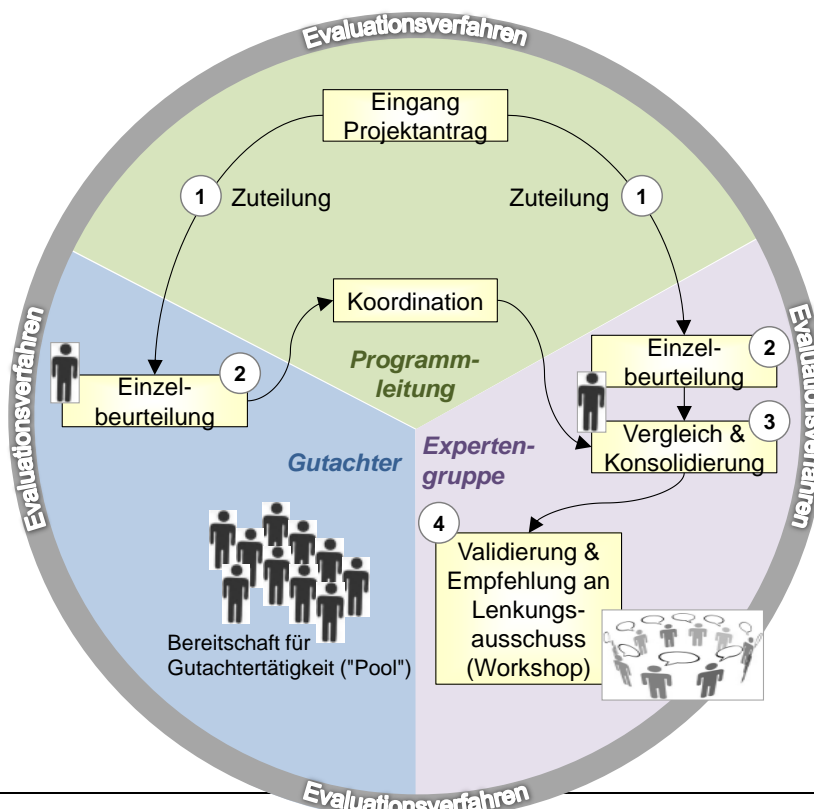 Evaluationsverfahren
Eingang
Projektantrag
1
Zuteilung
Zuteilung
1
Koordination
Programm-
leitung
Evaluationsverfahren
Evaluationsverfahren
2
Einzel-
beurteilung
2
Einzel-
beurteilung
3
Vergleich &
Konsolidierung
Gutachter
Experten-
gruppe
4
Validierung &
Empfehlung an
Lenkungs-
ausschuss
(Workshop)
Bereitschaft für
Gutachtertätigkeit ("Pool")
Evaluationsverfahren